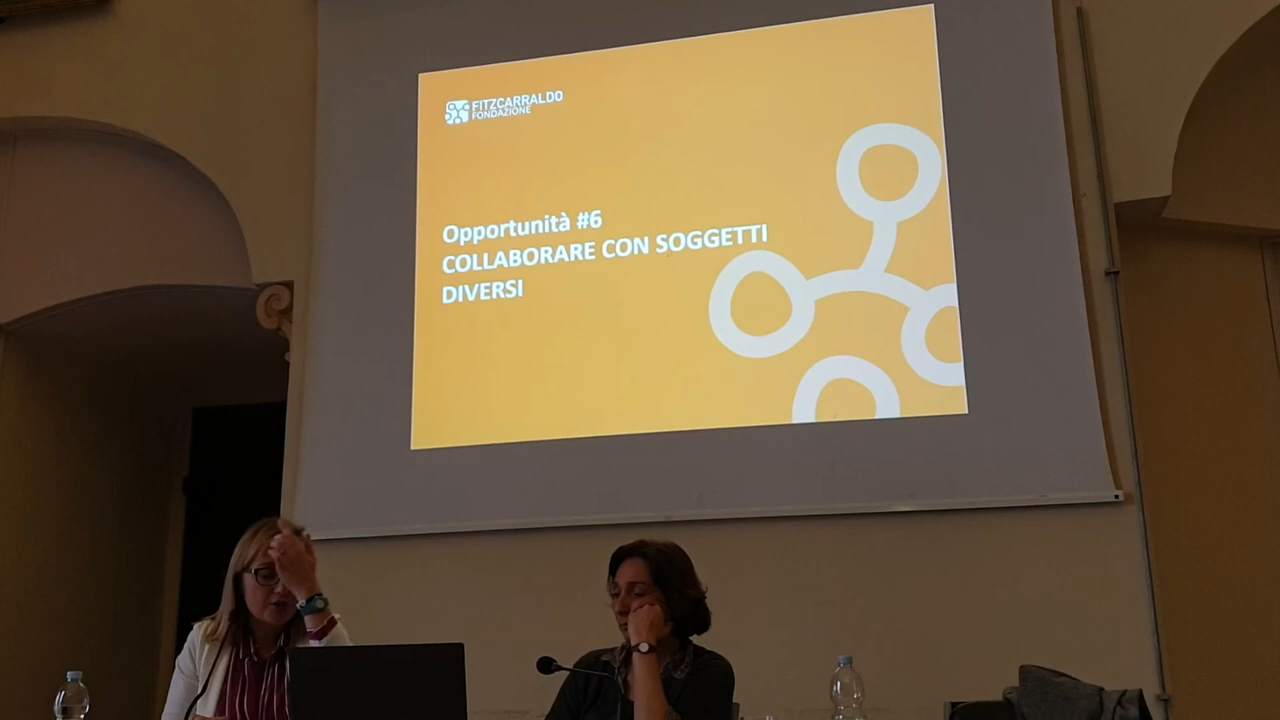 FITZCARRALDO
FONDAZIONE
Opportunità #6
COLLABORARE CON SOGGETTI
DIVERSI